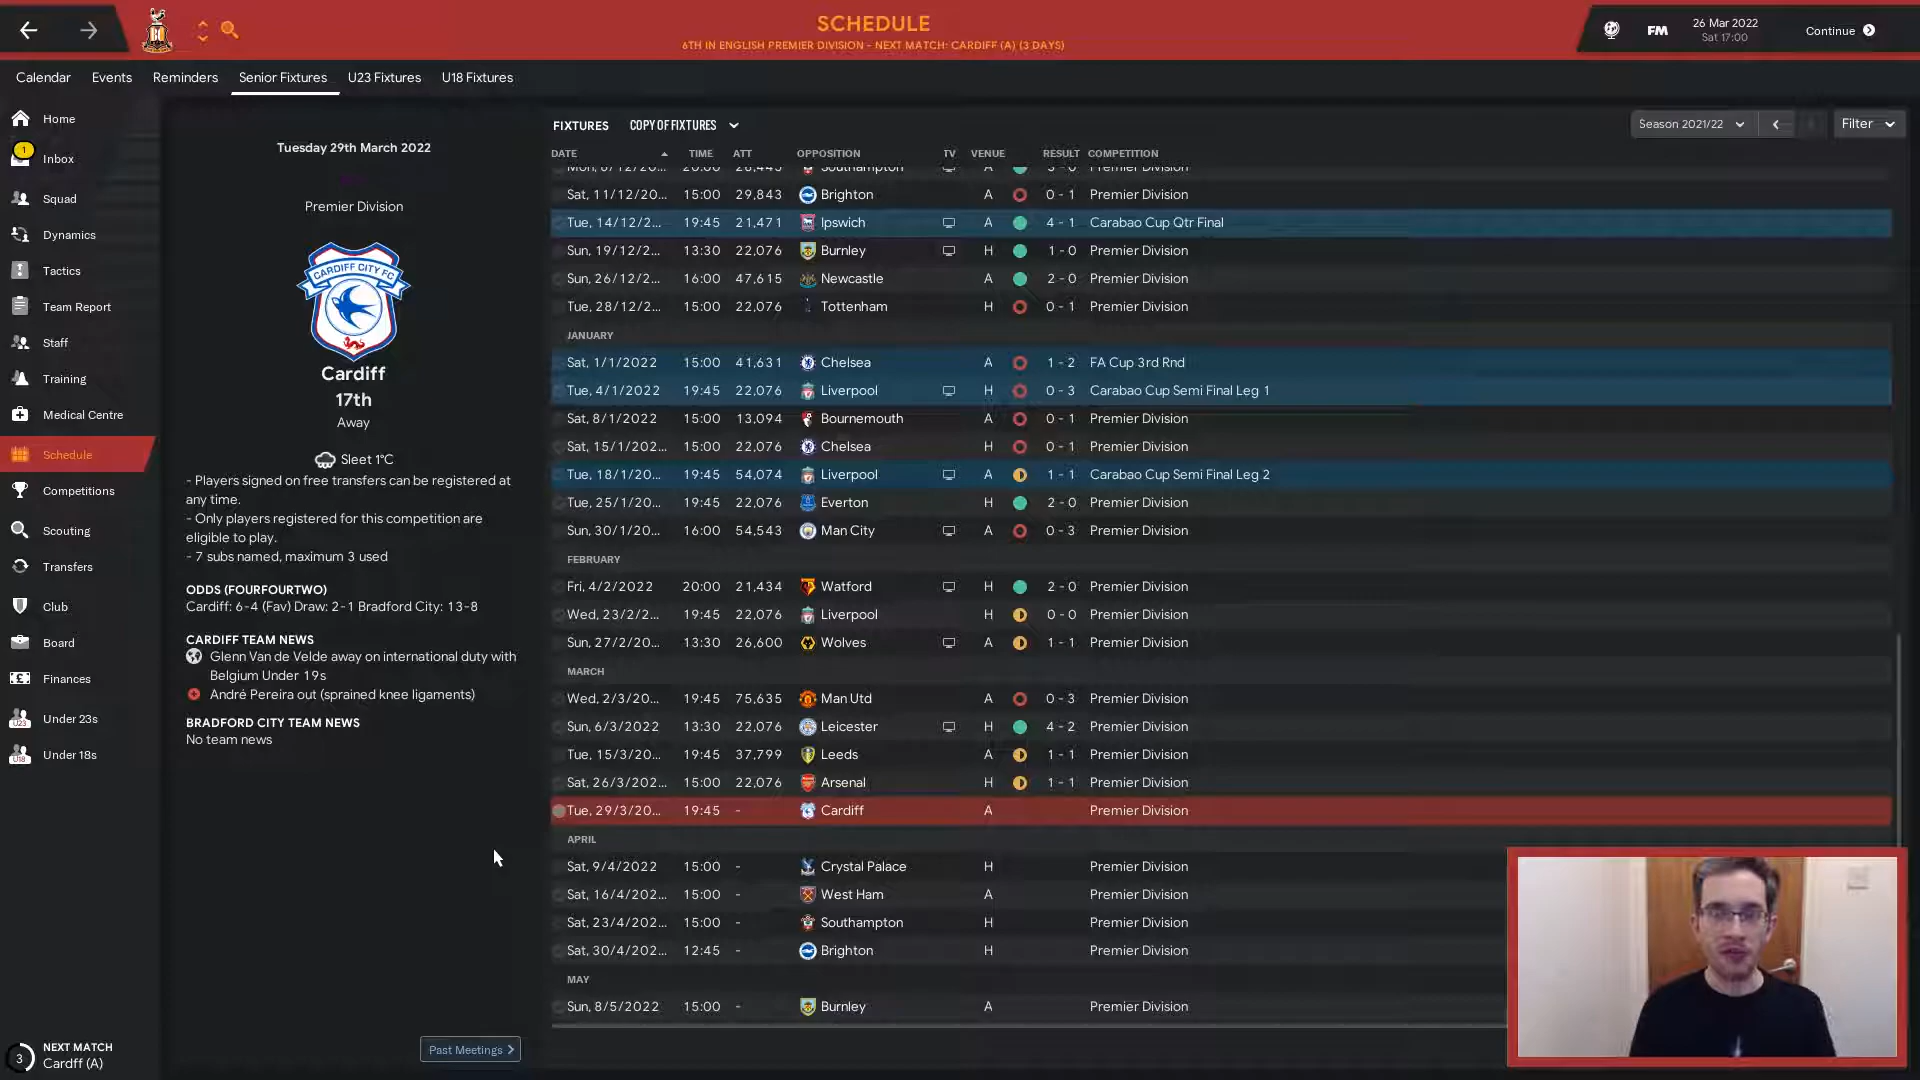 SCHEDULE
6TH IN ENGLISH PREMIER DIVISION - NEXT MATCH: CARDIFF (A) (3 DAYS)
FM
26 Mar 2022
Sat 17:00
Continue
Calendar Events Reminders Senior Fixtures U23 Fixtures U18 Fixtures
Home
1
Inbox
Squad
Dynamics
Tactics
Team Report
Staff
Training
Medical Centre
Schedule
Competitions
Scouting
Transfers
Club
Board
Finances
U23
Under 23s
U18
Under 18s
3
NEXT MATCH
Cardff (A)
Tuesday 29th March 2022
Premier Division
CARDIFF CITY FC
Cardiff
17th
Away
Sleet 1°C
- Players signed on free transfers can be registered at
any time.
- Only players registered for this competition are
eligible to play.
- 7 subs named, maximum 3 used
ODDS (FOURFOURTWO)
Cardiff: 6-4 (Fav) Draw: 2-1 Bradford City: 13-8
CARDIFF TEAM NEWS
Glenn Van de Velde away on international duty with
Belgium Under 19s
André Pereira out (sprained knee ligaments)
BRADFORD CITY TEAM NEWS
No team news
Past Meetings
FIXTURES COPY OF FIXTURES
Season 2021/22
Filter
DATE TIME ATT OPPOSITION TV VENUE RESULT COMPETITION
Southampton A Premier Division
Sat, 11/12/20... 15:00 29,843 Brighton A 0 - 1 Premier Division
Tue, 14/12/2... 19:45 21,471 Ipswich A 4 - 1 Carabao Cup Qtr Final
Sun, 19/12/2... 13:30 22,076 Burnley H 1 - 0 Premier Division
Sun, 26/12/2... 16:00 47,615 Newcastle A 2 - 0 Premier Division
Tue, 28/12/2... 15:00 22,076 Tottenham H 0 - 1 Premier Division
JANUARY
Sat, 1/1/2022 15:00 41,631 Chelsea A 1 - 2 FA Cup 3rd Rnd
Tue, 4/1/2022 19:45 22,076 Liverpool H 0 - 3 Carabao Cup Semi Final Leg 1
Sat, 8/1/2022 15:00 13,094 Bournemouth A 0 - 1 Premier Division
Sat, 15/1/202... 15:00 22,076 Chelsea H 0 - 1 Premier Division
Tue, 18/1/20... 19:45 54,074 Liverpool A 1 - 1 Carabao Cup Semi Final Leg 2
Tue, 25/1/20... 19:45 22,076 Everton H 2 - 0 Premier Division
Sun, 30/1/20... 16:00 54,543 Man City A 0 - 3 Premier Division
FEBRUARY
Fri, 4/2/2022 20:00 21,434 Watford H 2 - 0 Premier Division
Wed, 23/2/2... 19:45 22,076 Liverpool H 0 - 0 Premier Division
Sun, 27/2/20... 13:30 26,600 Wolves A 1 - 1 Premier Division
MARCH
Wed, 2/3/20... 19:45 75,635 Man Utd A 0 - 3 Premier Division
Sun, 6/3/2022 13:30 22,076 Leicester H 4 - 2 Premier Division
Tue, 15/3/20... 19:45 37,799 Leeds A 1 - 1 Premier Division
Sat, 26/3/202... 15:00 22,076 Arsenal H 1 - 1 Premier Division
Tue, 29/3/20... 19:45 - Cardiff A Premier Division
APRIL
Sat, 9/4/2022 15:00 - Crystal Palace H Premier Division
Sat, 16/4/202... 15:00 - West Ham A Premier Division
Sat, 23/4/202... 15:00 - Southampton H Premier Division
Sat, 30/4/202... 12:45 - Brighton H Premier Division
MAY
Sun, 8/5/2022 15:00 - Burnley A Premier Division